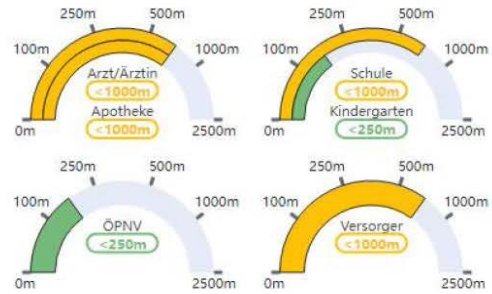 250m 500m
100m 1000m
Arzt/Ärztin
<1000m
Apotheke
<1000m
0m 2500m
250m 500m
100m 1000m
Schule
<1000m
Kindergarten
<250m
0m 2500m
250m 500m
100m 1000m
ÖPNV
<250m
0m 2500m
250m 500m
100m 1000m
Versorger
<1000m
0m 2500m